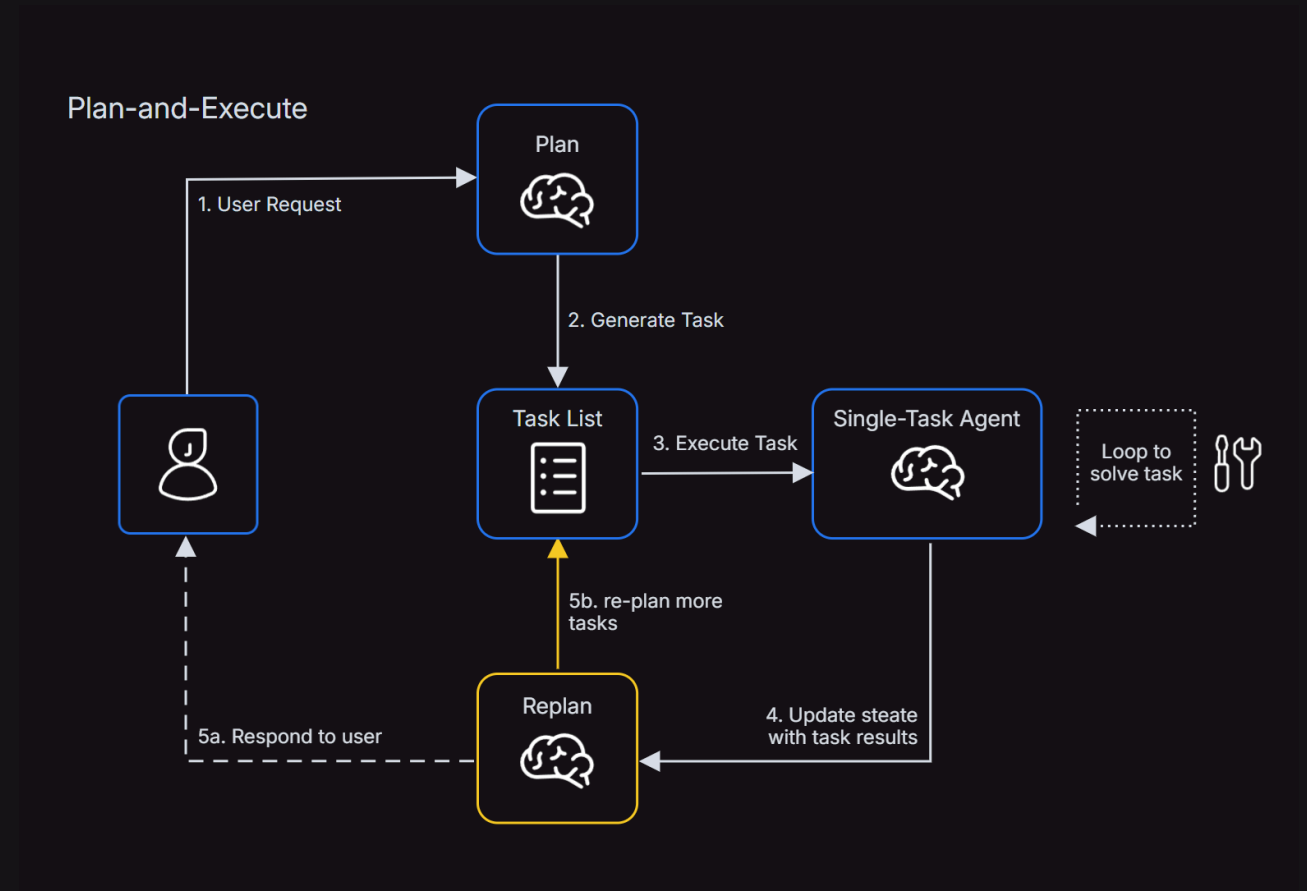 Plan-and-Execute
Plan
1. User Request
2. Generate Task
Task List
3. Execute Task
Single-Task Agent
Loop to
solve task
5b. re-plan more
tasks
Replan
4. Update steate
with task results
5a. Respond to user